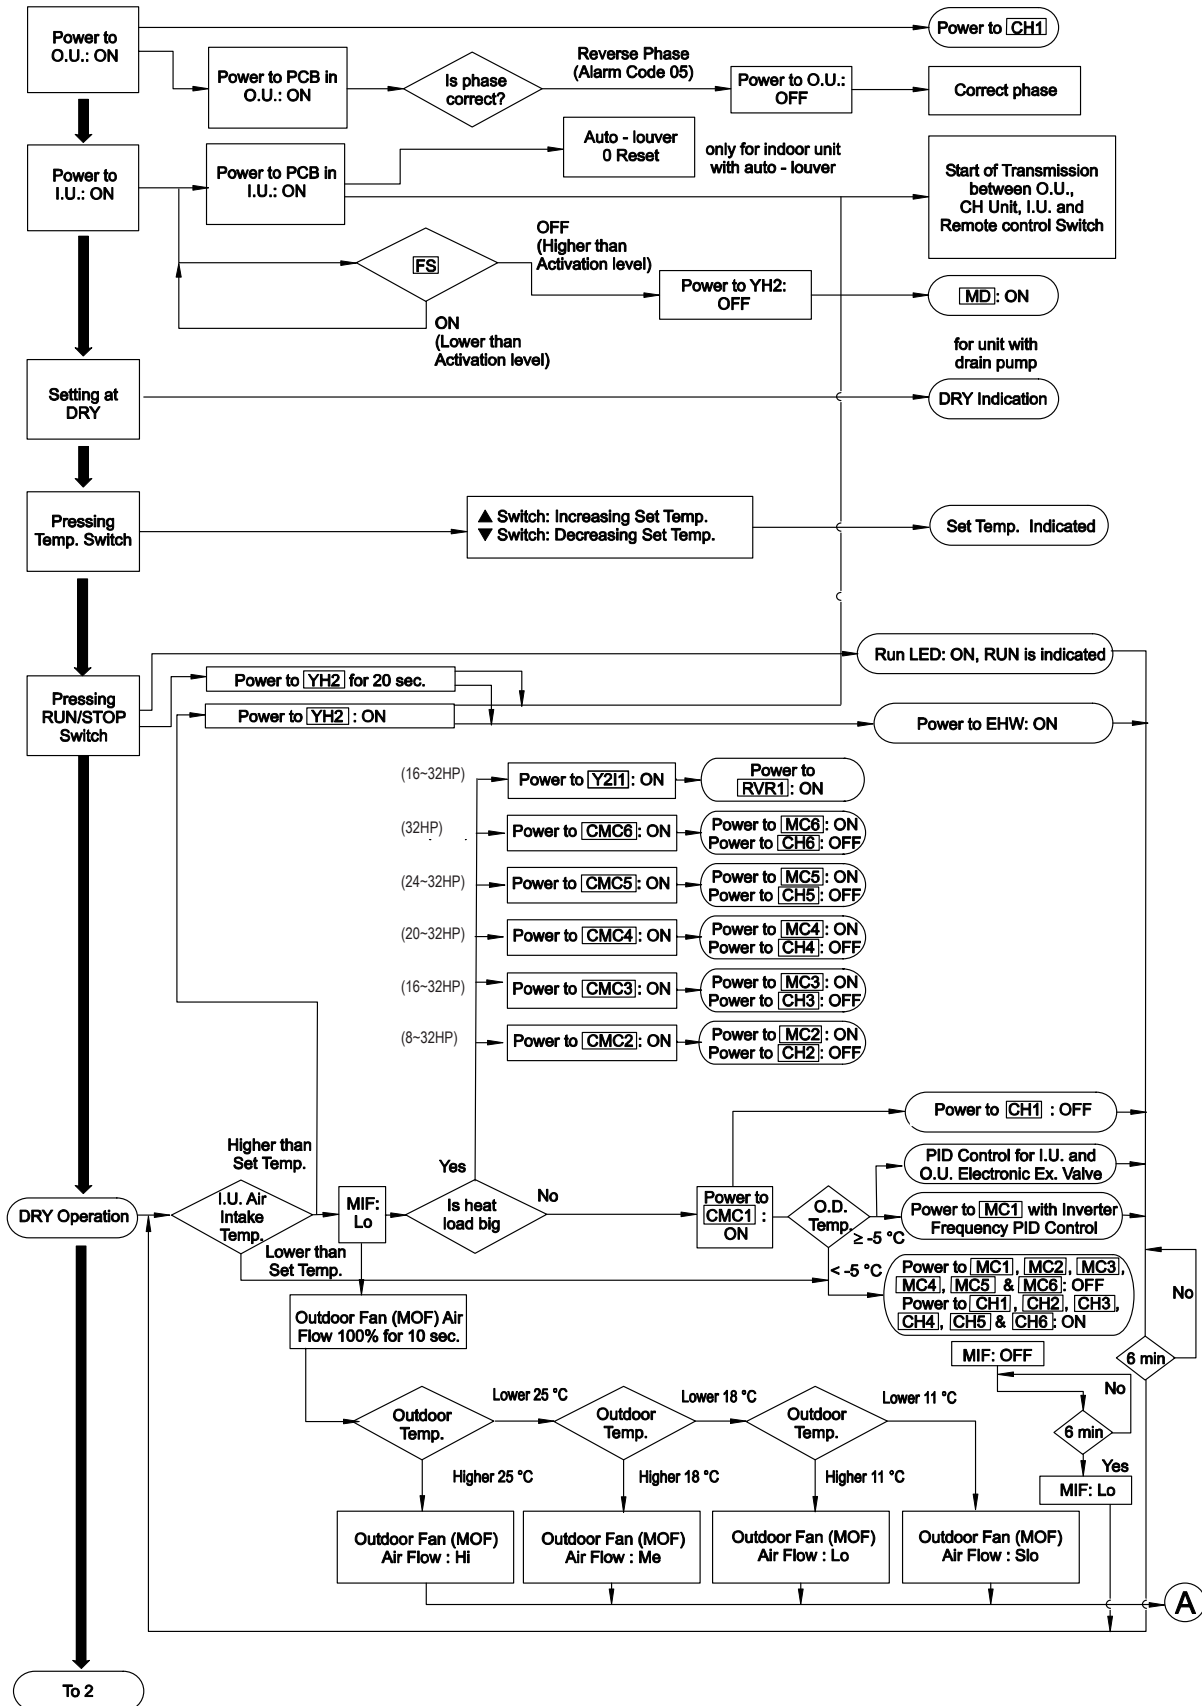 Power to
O.U.: ON
Power to CH1
Power to PCB in
O.U.: ON
Is phase
correct?
Reverse Phase
(Alarm Code 05)
Power to O.U.:
OFF
Correct phase
Power to
I.U.: ON
Power to PCB in
I.U.: ON
Auto - louver
0 Reset
only for indoor unit
with auto - louver
Start of Transmission
between O.U.,
CH Unit, I.U. and
Remote control Switch
FS
OFF
(Higher than
Activation level)
ON
(Lower than
Activation level)
Power to YH2:
OFF
MD: ON
for unit with
drain pump
Setting at
DRY
DRY Indication
Pressing
Temp. Switch
▲ Switch: Increasing Set Temp.
▼ Switch: Decreasing Set Temp.
Set Temp. Indicated
Pressing
RUN/STOP
Switch
Run LED: ON, RUN is indicated
Power to YH2 for 20 sec.
Power to YH2 : ON
Power to EHW: ON
(16~32HP)
Power to Y2I1: ON
Power to
RVR1: ON
(32HP)
Power to CMC6: ON
Power to MC6: ON
Power to CH6: OFF
(24~32HP)
Power to CMC5: ON
Power to MC5: ON
Power to CH5: OFF
(20~32HP)
Power to CMC4: ON
Power to MC4: ON
Power to CH4: OFF
(16~32HP)
Power to CMC3: ON
Power to MC3: ON
Power to CH3: OFF
(8~32HP)
Power to CMC2: ON
Power to MC2: ON
Power to CH2: OFF
DRY Operation
Higher than
Set Temp.
I.U. Air
Intake
Temp.
Lower than
Set Temp.
MIF:
Lo
Yes
Is heat
load big
No
Power to
CMC1 :
ON
O.D.
Temp.
≥ -5 °C
< -5 °C
Power to CH1 : OFF
PID Control for I.U. and
O.U. Electronic Ex. Valve
Power to MC1 with Inverter
Frequency PID Control
Power to MC1, MC2, MC3,
MC4, MC5 & MC6: OFF
Power to CH1, CH2, CH3,
CH4, CH5 & CH6: ON
No
6 min
Outdoor Fan (MOF) Air
Flow 100% for 10 sec.
MIF: OFF
No
6 min
Yes
MIF: Lo
Outdoor
Temp.
Lower 25 °C
Higher 25 °C
Outdoor
Temp.
Lower 18 °C
Higher 18 °C
Outdoor
Temp.
Lower 11 °C
Higher 11 °C
Outdoor Fan (MOF)
Air Flow : Hi
Outdoor Fan (MOF)
Air Flow : Me
Outdoor Fan (MOF)
Air Flow : Lo
Outdoor Fan (MOF)
Air Flow : Slo
A
To 2